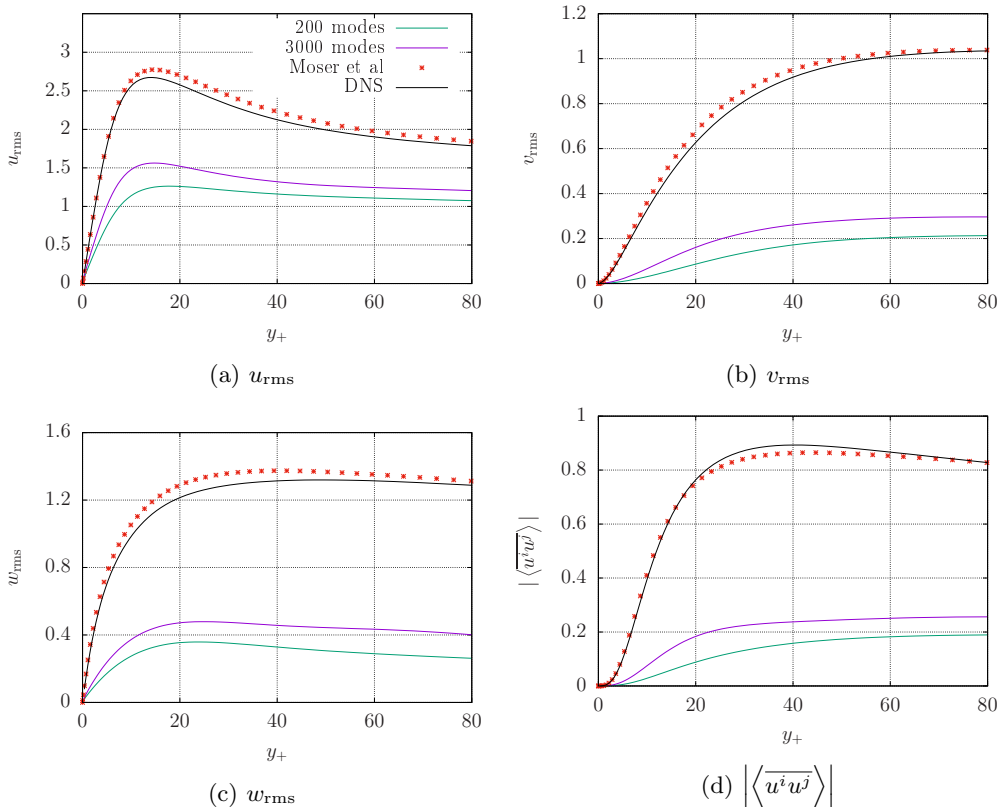 200 modes
3000 modes
Moser et al
DNS
3
2.5
2
1.5
1
0.5
0
0 20 40 60 80
u_rms
y_+
(a) u_rms
1.2
1
0.8
0.6
0.4
0.2
0
0 20 40 60 80
v_rms
y_+
(b) v_rms
1.6
1.2
0.8
0.4
0
0 20 40 60 80
w_rms
y_+
(c) w_rms
1
0.8
0.6
0.4
0.2
0
0 20 40 60 80
|⟨\overline{u^i u^j}⟩|
y_+
(d) |⟨\overline{u^i u^j}⟩|